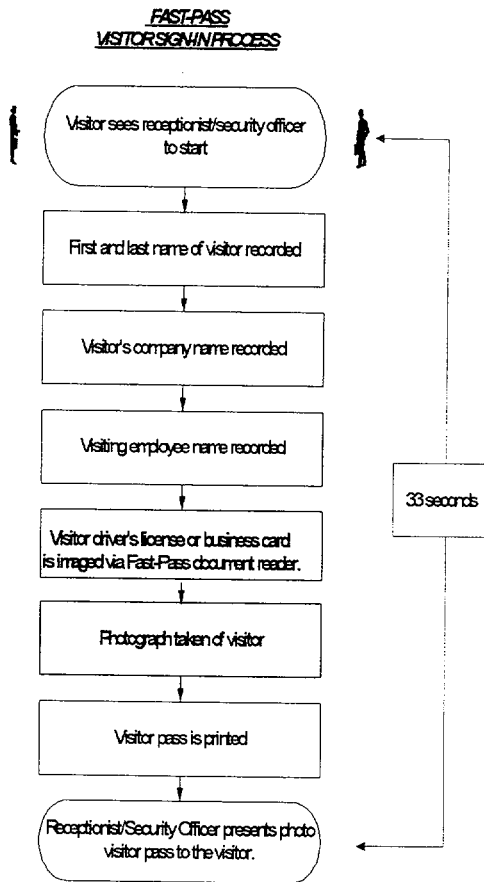 FAST-PASS
VISITOR SIGN-IN PROCESS
Visitor sees receptionist/security officer
to start
First and last name of visitor recorded
Visitor's company name recorded
Visiting employee name recorded
33 seconds
Visitor driver's license or business card
is imaged via Fast-Pass document reader.
Photograph taken of visitor
Visitor pass is printed
Receptionist/Security Officer presents photo
visitor pass to the visitor.